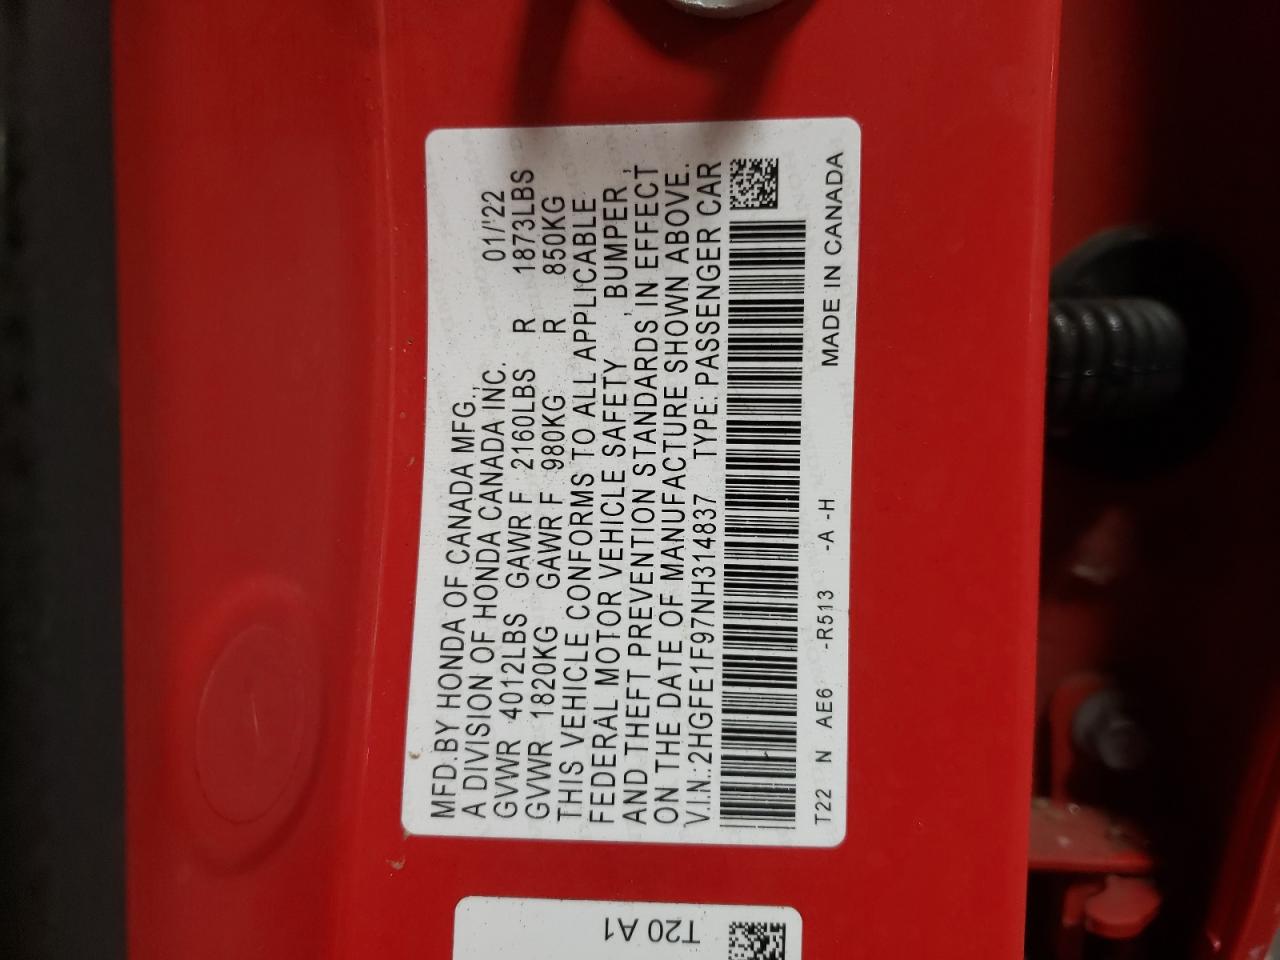 MFD.BY HONDA OF CANADA MFG.,
A DIVISION OF HONDA CANADA INC. 01/'22
GVWR 4012LBS GAWR F 2160LBS R 1873LBS
GVWR 1820KG GAWR F 980KG R 850KG
THIS VEHICLE CONFORMS TO ALL APPLICABLE
FEDERAL MOTOR VEHICLE SAFETY , BUMPER ,
AND THEFT PREVENTION STANDARDS IN EFFECT
ON THE DATE OF MANUFACTURE SHOWN ABOVE.
V.I.N.:2HGFE1F97NH314837 TYPE: PASSENGER CAR
T22 N AE6 -R513 -A -H MADE IN CANADA
T20 A1